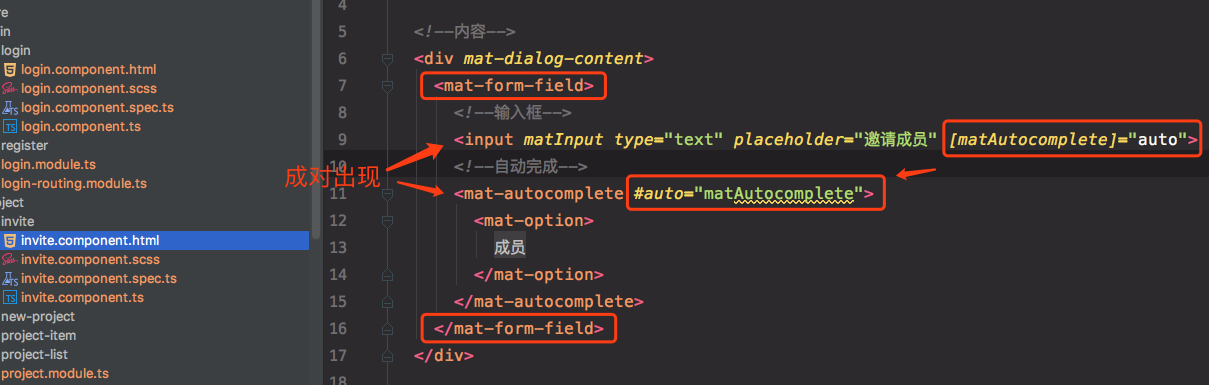 re
in
login
login.component.html
login.component.scss
login.component.spec.ts
login.component.ts
register
login.module.ts
login-routing.module.ts
oject
invite
invite.component.html
invite.component.scss
invite.component.spec.ts
invite.component.ts
new-project
project-item
project-list
project.module.ts
成对出现
4
5 <!--内容-->
6 <div mat-dialog-content>
7 <mat-form-field>
8 <!--输入框-->
9 <input matInput type="text" placeholder="邀请成员" [matAutocomplete]="auto">
10 <!--自动完成-->
11 <mat-autocomplete #auto="matAutocomplete">
12 <mat-option>
13 成员
14 </mat-option>
15 </mat-autocomplete>
16 </mat-form-field>
17 </div>
18